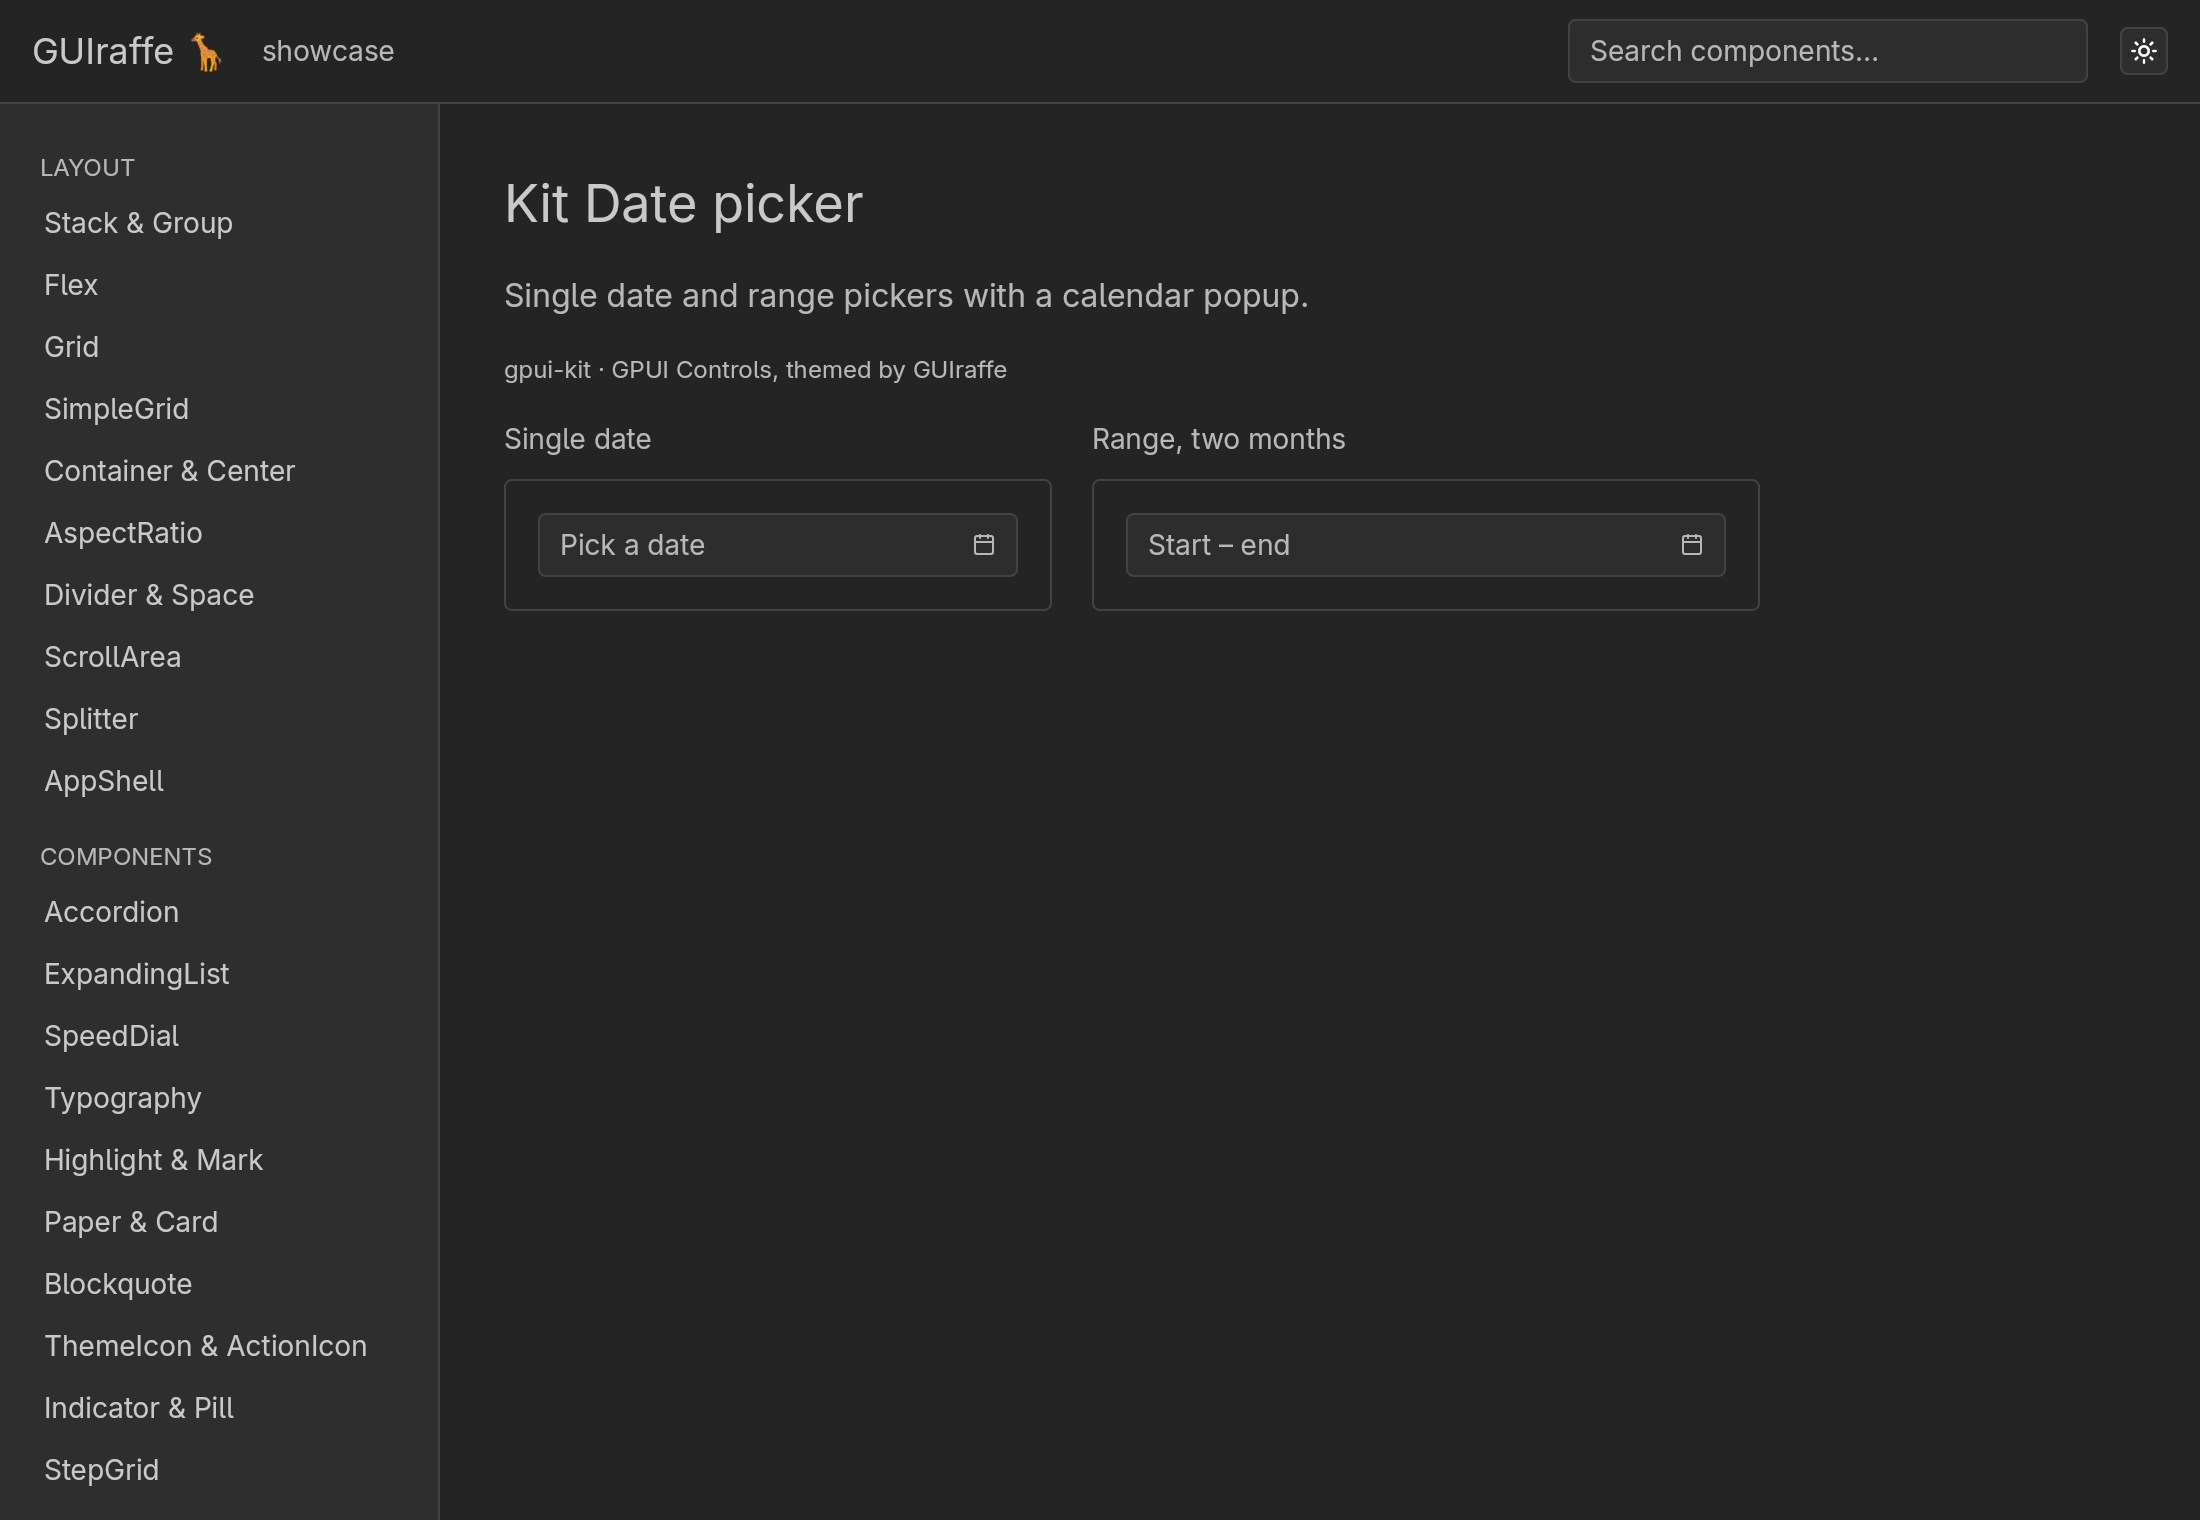 GUIraffe 🦒 showcase
Search components...
LAYOUT
Stack & Group
Flex
Grid
SimpleGrid
Container & Center
AspectRatio
Divider & Space
ScrollArea
Splitter
AppShell
COMPONENTS
Accordion
ExpandingList
SpeedDial
Typography
Highlight & Mark
Paper & Card
Blockquote
ThemeIcon & ActionIcon
Indicator & Pill
StepGrid
Kit Date picker
Single date and range pickers with a calendar popup.
gpui-kit · GPUI Controls, themed by GUIraffe
Single date
Pick a date
Range, two months
Start – end